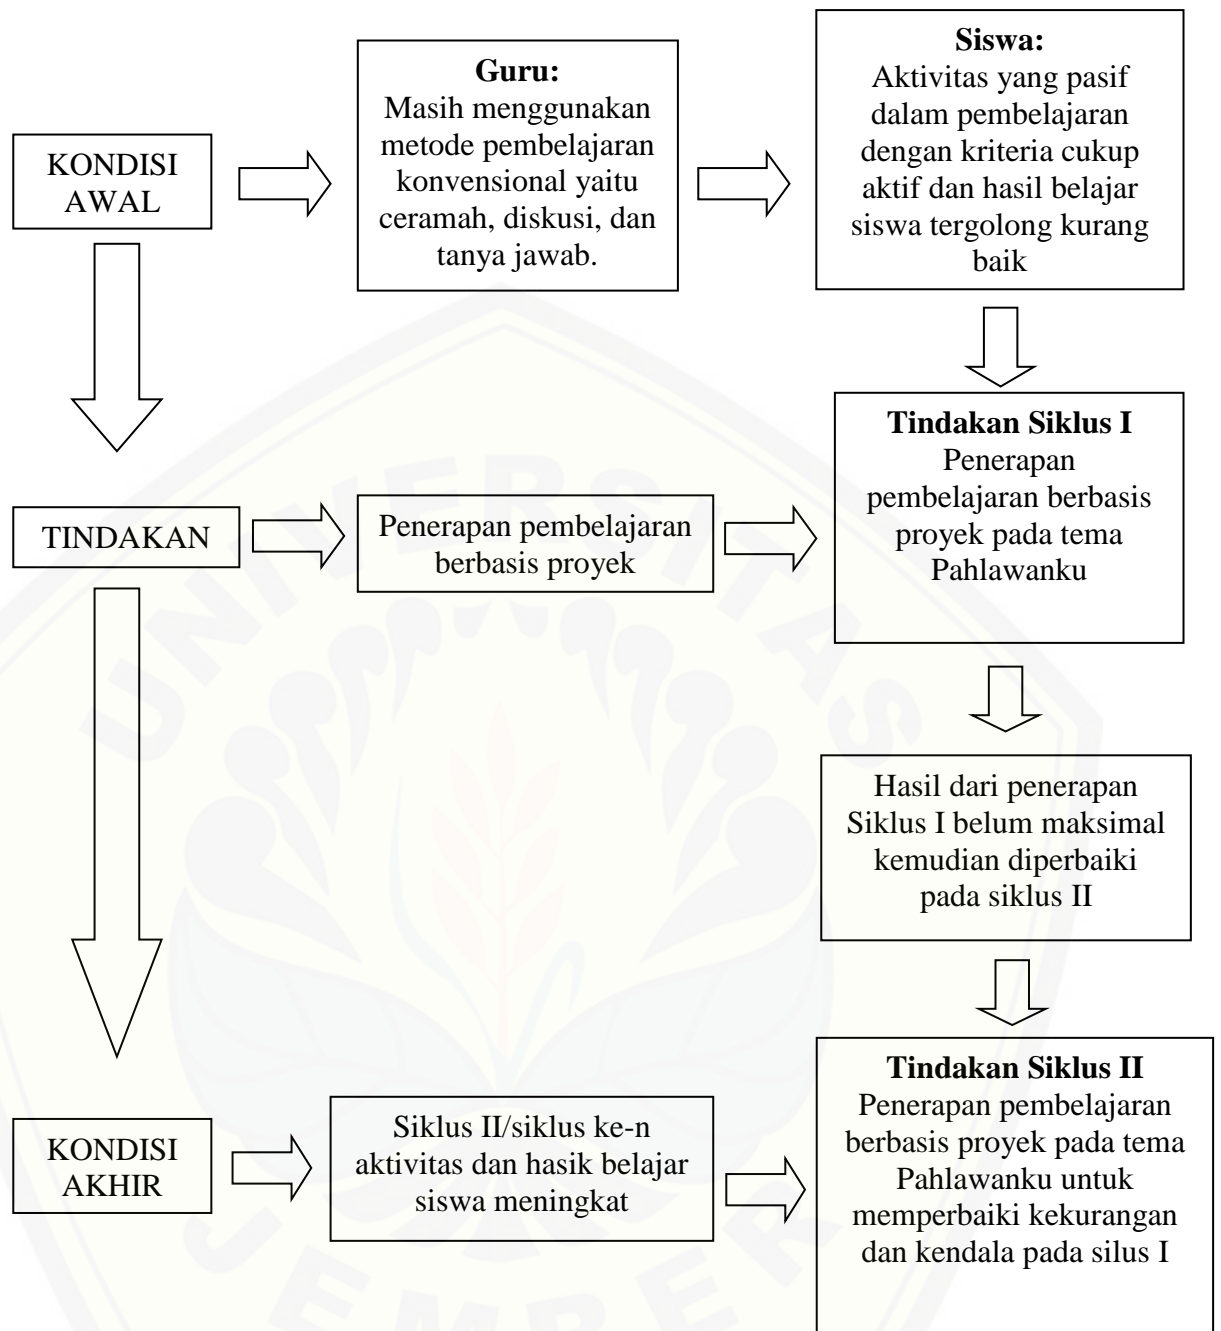 KONDISI
AWAL
Guru:
Masih menggunakan
metode pembelajaran
konvensional yaitu
ceramah, diskusi, dan
tanya jawab.
Siswa:
Aktivitas yang pasif
dalam pembelajaran
dengan kriteria cukup
aktif dan hasil belajar
siswa tergolong kurang
baik
TINDAKAN
Penerapan pembelajaran
berbasis proyek
Tindakan Siklus I
Penerapan
pembelajaran berbasis
proyek pada tema
Pahlawanku
Hasil dari penerapan
Siklus I belum maksimal
kemudian diperbaiki
pada siklus II
KONDISI
AKHIR
Siklus II/siklus ke-n
aktivitas dan hasik belajar
siswa meningkat
Tindakan Siklus II
Penerapan pembelajaran
berbasis proyek pada tema
Pahlawanku untuk
memperbaiki kekurangan
dan kendala pada silus I
UNIVERSITAS
JEMBER